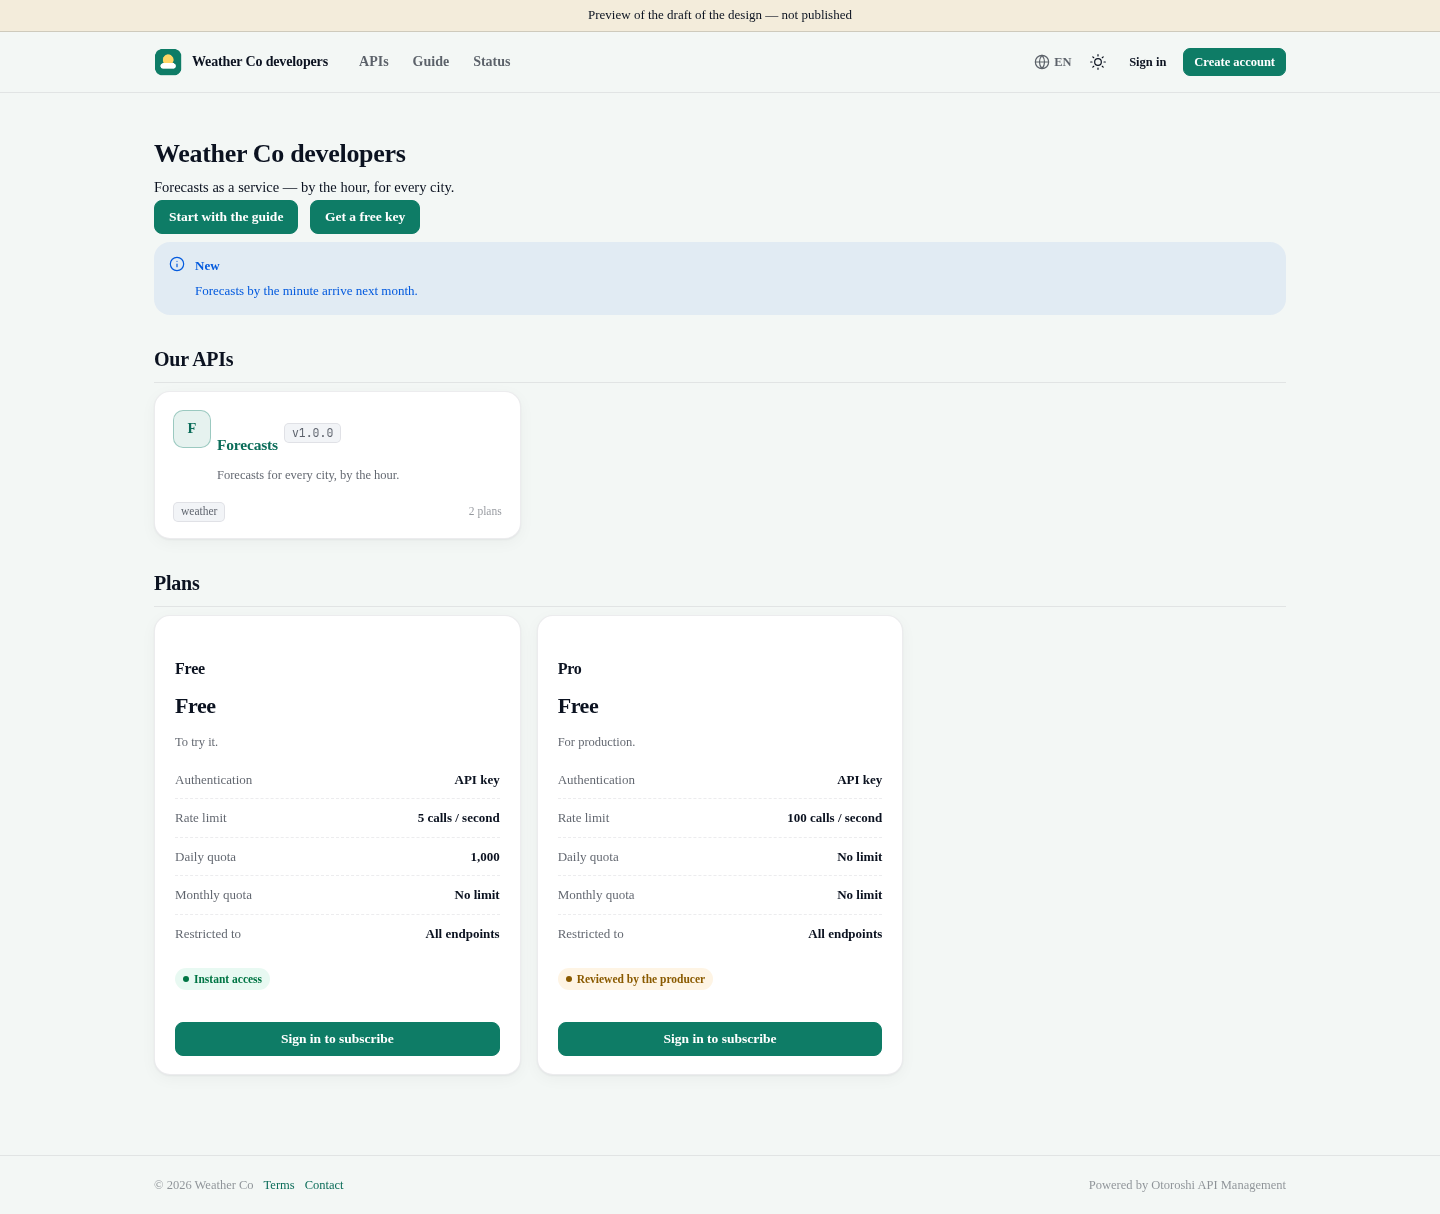 Preview of the draft of the design — not published
Weather Co developers APIs Guide Status EN Sign in Create account
Weather Co developers
Forecasts as a service — by the hour, for every city.
Start with the guide Get a free key
New
Forecasts by the minute arrive next month.
Our APIs
F Forecasts v1.0.0
Forecasts for every city, by the hour.
weather 2 plans
Plans
Free
Free
To try it.
Authentication API key
Rate limit 5 calls / second
Daily quota 1,000
Monthly quota No limit
Restricted to All endpoints
Instant access
Sign in to subscribe
Pro
Free
For production.
Authentication API key
Rate limit 100 calls / second
Daily quota No limit
Monthly quota No limit
Restricted to All endpoints
Reviewed by the producer
Sign in to subscribe
© 2026 Weather Co Terms Contact Powered by Otoroshi API Management